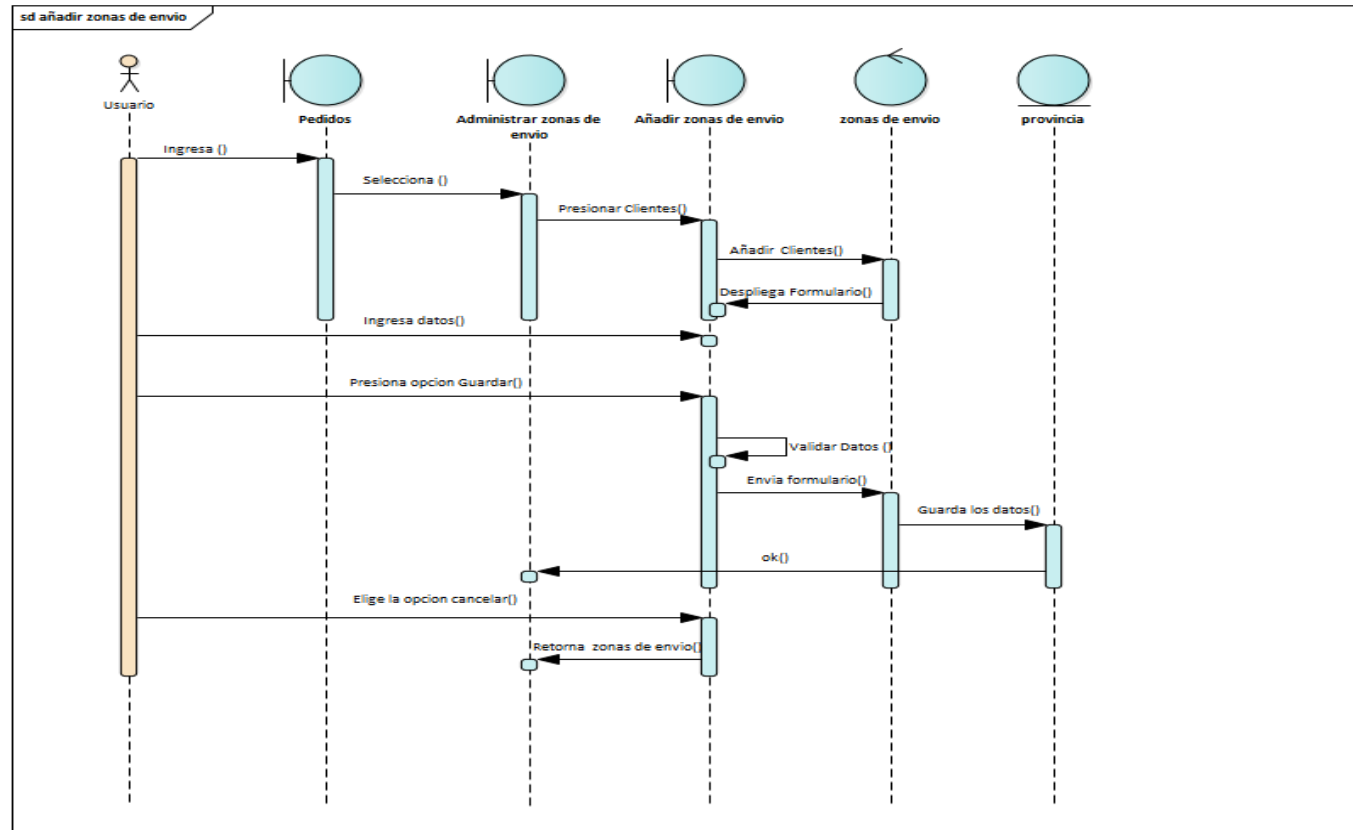 sd añadir zonas de envio
Usuario
Pedidos
Administrar zonas de
envio
Añadir zonas de envio
zonas de envio
provincia
Ingresa ()
Selecciona ()
Presionar Clientes()
Añadir Clientes()
Despliega Formulario()
Ingresa datos()
Presiona opcion Guardar()
Validar Datos ()
Envia formulario()
Guarda los datos()
ok()
Elige la opcion cancelar()
Retorna zonas de envio()